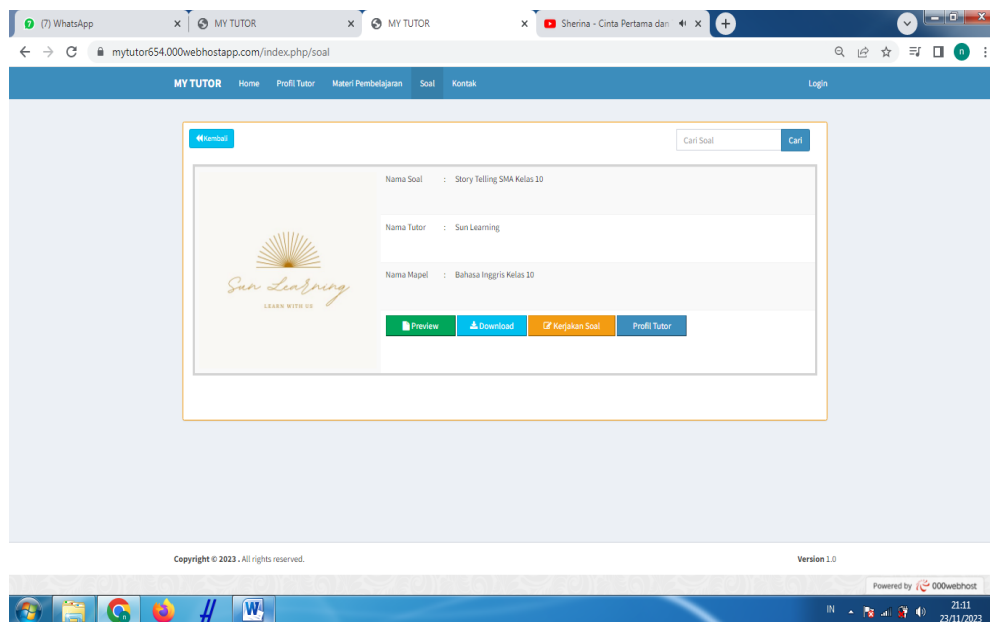 (7) WhatsApp
MY TUTOR
MY TUTOR
Sherina - Cinta Pertama dan
mytutor654.000webhostapp.com/index.php/soal
n
MY TUTOR Home Profil Tutor Materi Pembelajaran Soal Kontak Login
Kembali
Cari Soal Cari
Nama Soal : Story Telling SMA Kelas 10
Nama Tutor : Sun Learning
Nama Mapel : Bahasa Inggris Kelas 10
Sun Learning
LEARN WITH US
Preview Download Kerjakan Soal Profil Tutor
Copyright © 2023 . All rights reserved. Version 1.0
Powered by 000webhost
IN 21:11
23/11/2023